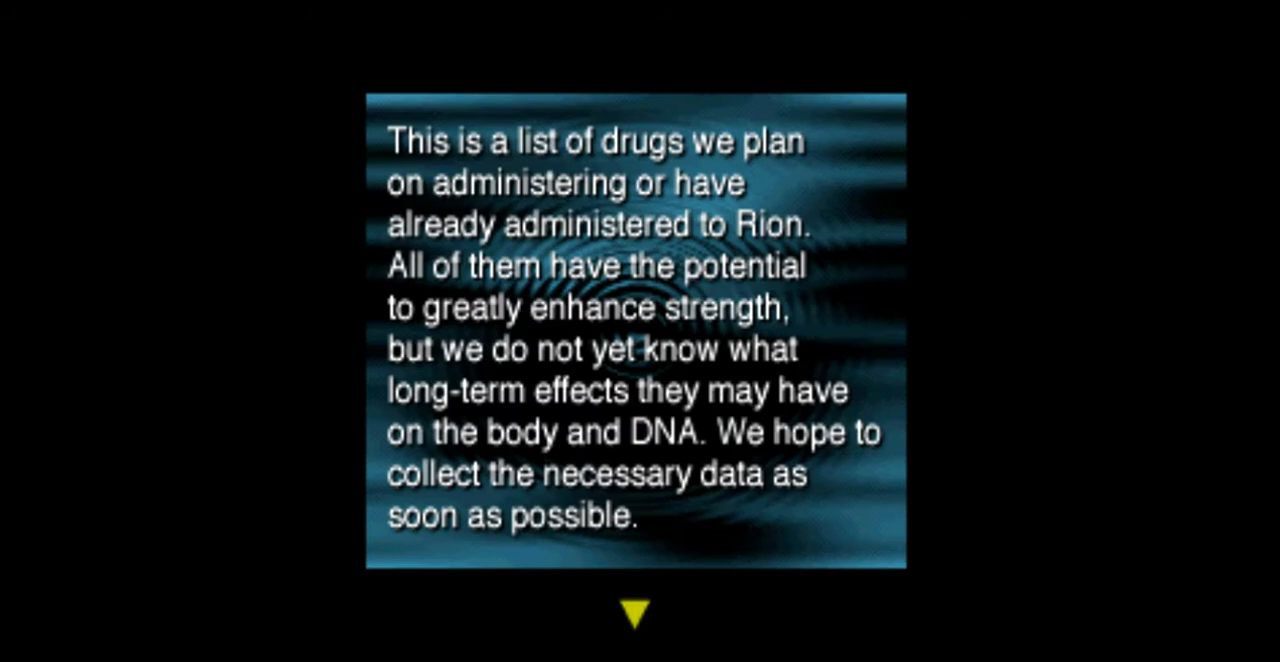 This is a list of drugs we plan
on administering or have
already administered to Rion.
All of them have the potential
to greatly enhance strength,
but we do not yet know what
long-term effects they may have
on the body and DNA. We hope to
collect the necessary data as
soon as possible.